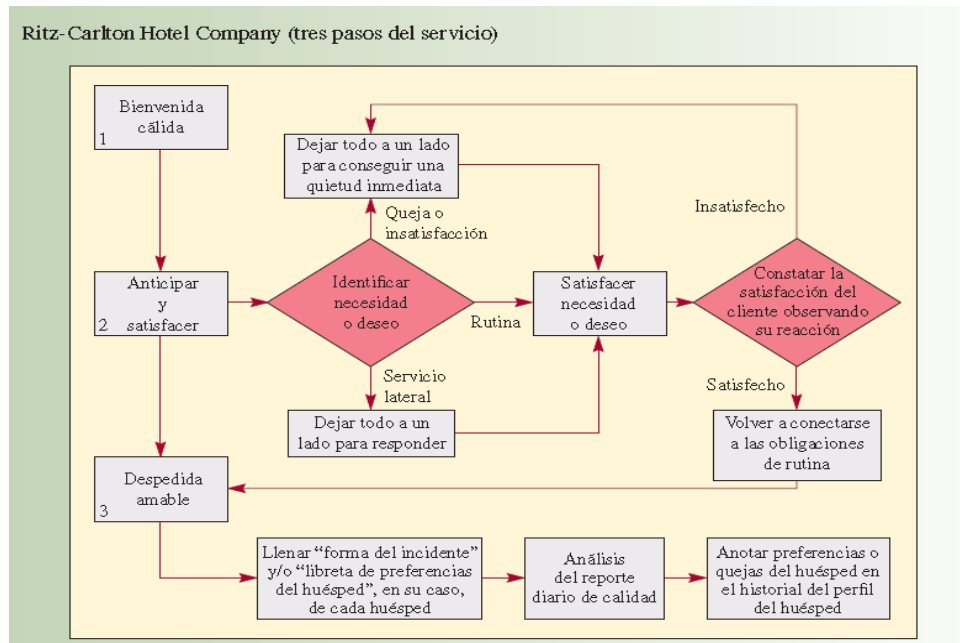 Ritz-Carlton Hotel Company (tres pasos del servicio)
Bienvenida
cálida
1
Dejar todo a un lado
para conseguir una
quietud inmediata
Insatisfecho
Queja o
insatisfacción
Anticipar
y
satisfacer
2
Identificar
necesidad
o deseo
Rutina
Satisfacer
necesidad
o deseo
Constatar la
satisfacción del
cliente observando
su reacción
Servicio
lateral
Satisfecho
Dejar todo a un
lado para responder
Volver a conectarse
a las obligaciones
de rutina
Despedida
amable
3
Llenar “forma del incidente”
y/o “libreta de preferencias
del huésped”, en su caso,
de cada huésped
Análisis
del reporte
diario de calidad
Anotar preferencias o
quejas del huésped en
el historial del perfil
del huésped